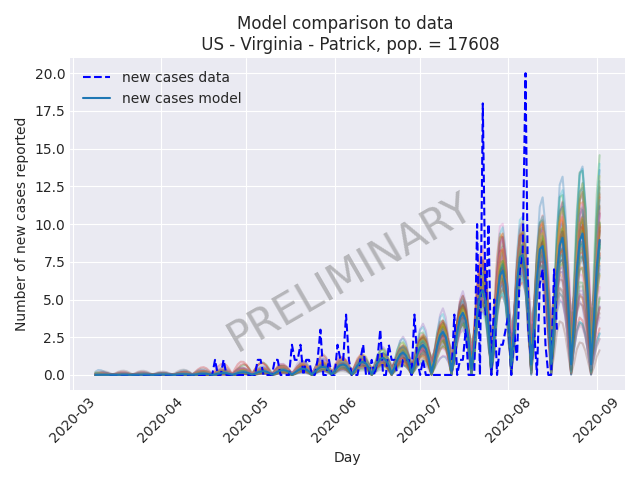 Model comparison to data
US - Virginia - Patrick, pop. = 17608
new cases data
new cases model
PRELIMINARY
Number of new cases reported
20.0
17.5
15.0
12.5
10.0
7.5
5.0
2.5
0.0
2020-03
2020-04
2020-05
2020-06
2020-07
2020-08
2020-09
Day